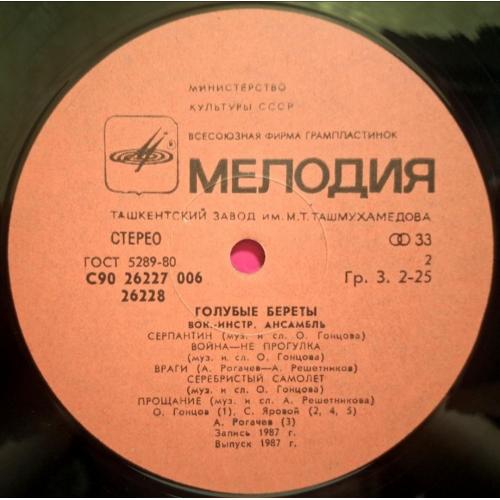 МИНИСТЕРСТВО
КУЛЬТУРЫ СССР
ВСЕСОЮЗНАЯ ФИРМА ГРАМПЛАСТИНОК
МЕЛОДИЯ
ТАШКЕНТСКИЙ ЗАВОД ИМ. М.Т. ТАШМУХАМЕДОВА
СТЕРЕО 33
ГОСТ 5289-80 2
С90 26227 006 Гр. 3. 2-25
26228
ГОЛУБЫЕ БЕРЕТЫ
ВОК.-ИНСТР. АНСАМБЛЬ
СЕРПАНТИН (муз. и сл. О. Гонцова)
ВОЙНА—НЕ ПРОГУЛКА
(муз. и сл. О. Гонцова)
ВРАГИ (А. Рогачев—А. Решетников)
СЕРЕБРИСТЫЙ САМОЛЕТ
(муз. и сл. О. Гонцова)
ПРОЩАНИЕ (муз. и сл. А. Решетникова)
О. Гонцов (1), С. Яровой (2, 4, 5)
А. Рогачев (3)
Запись 1987 г.
Выпуск 1987 г.